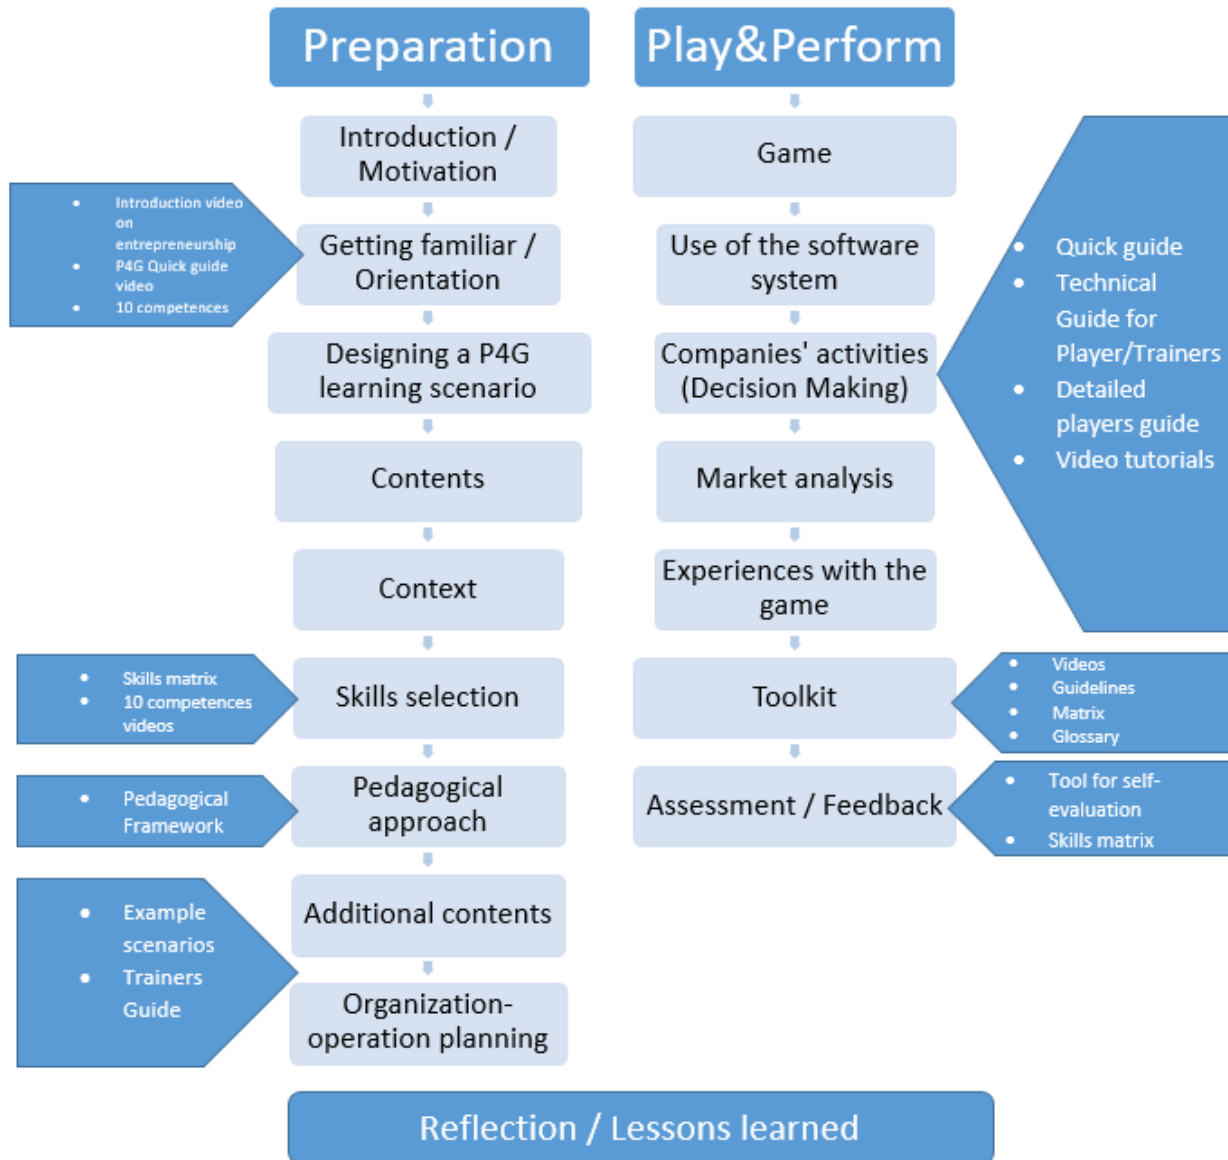 Preparation
Introduction /
Motivation
• Introduction video
on
entrepreneurship
• P4G Quick guide
video
• 10 competences
Getting familiar /
Orientation
Designing a P4G
learning scenario
Contents
Context
• Skills matrix
• 10 competences
videos
Skills selection
• Pedagogical
Framework
Pedagogical
approach
• Example
scenarios
• Trainers
Guide
Additional contents
Organization-
operation planning
Play&Perform
Game
Use of the software
system
Companies' activities
(Decision Making)
• Quick guide
• Technical
Guide for
Player/Trainers
• Detailed
players guide
• Video tutorials
Market analysis
Experiences with the
game
Toolkit
• Videos
• Guidelines
• Matrix
• Glossary
Assessment / Feedback
• Tool for self-
evaluation
• Skills matrix
Reflection / Lessons learned